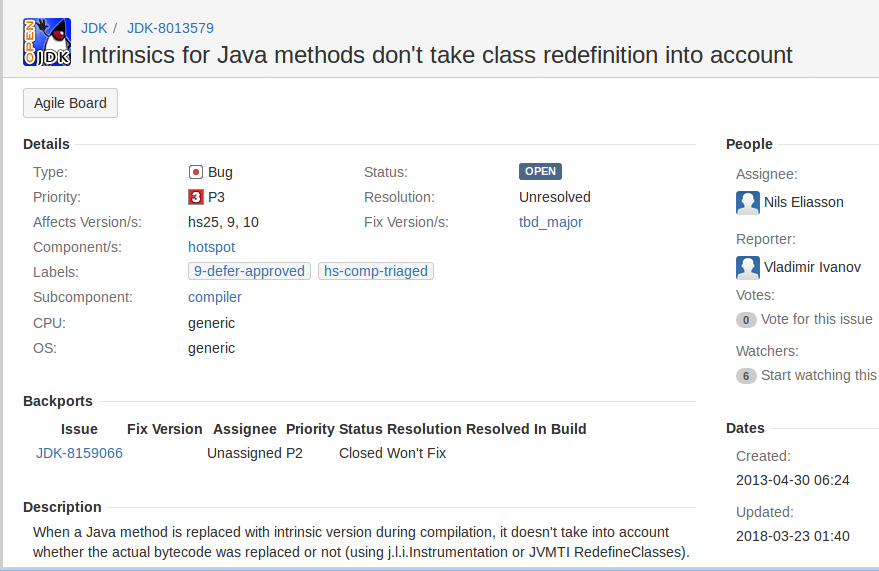 OPEN
JDK
JDK / JDK-8013579
Intrinsics for Java methods don't take class redefinition into account
Agile Board
Details
Type: Bug Status: OPEN
Priority: 3 P3 Resolution: Unresolved
Affects Version/s: hs25, 9, 10 Fix Version/s: tbd_major
Component/s: hotspot
Labels: 9-defer-approved hs-comp-triaged
Subcomponent: compiler
CPU: generic
OS: generic
Backports
Issue Fix Version Assignee Priority Status Resolution Resolved In Build
JDK-8159066 Unassigned P2 Closed Won't Fix
Description
When a Java method is replaced with intrinsic version during compilation, it doesn't take into account
whether the actual bytecode was replaced or not (using j.l.i.Instrumentation or JVMTI RedefineClasses).
People
Assignee:
Nils Eliasson
Reporter:
Vladimir Ivanov
Votes:
0 Vote for this issue
Watchers:
6 Start watching this
Dates
Created:
2013-04-30 06:24
Updated:
2018-03-23 01:40